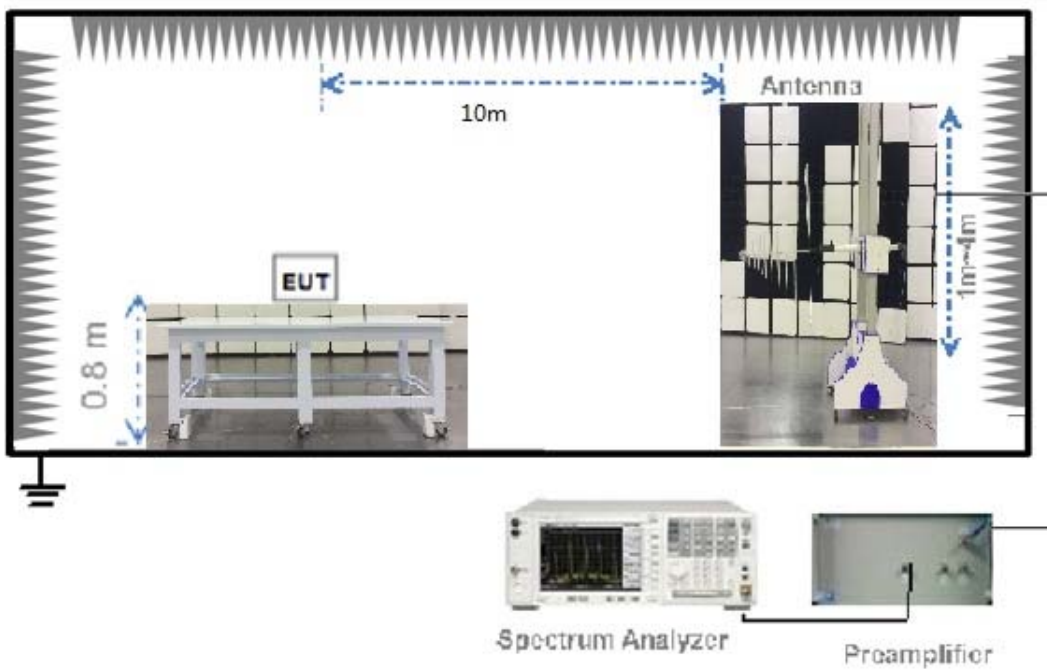 Antenna
10m
1m~4m
EUT
0.8 m
Spectrum Analyzer
Preamplifier